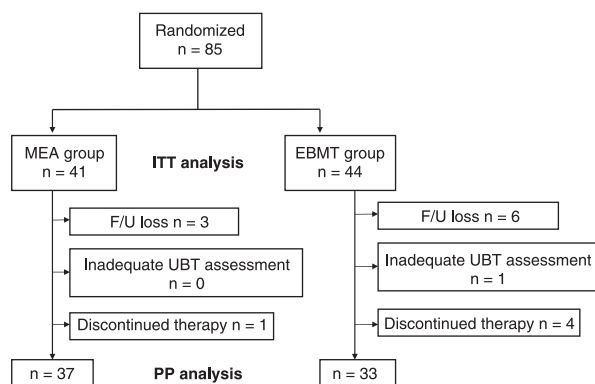 Randomized
n = 85
MEA group
n = 41
ITT analysis
EBMT group
n = 44
F/U loss n = 3
F/U loss n = 6
Inadequate UBT assessment
n = 0
Inadequate UBT assessment
n = 1
Discontinued therapy n = 1
Discontinued therapy n = 4
n = 37
PP analysis
n = 33